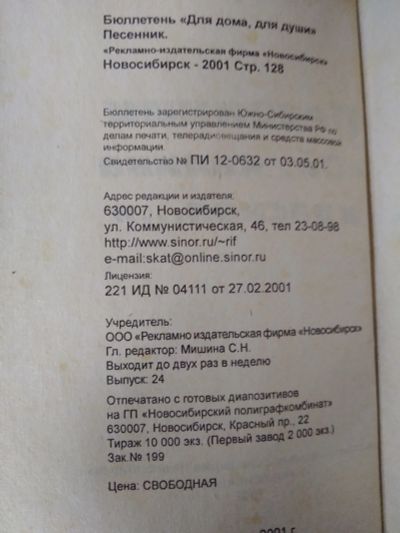 Бюллетень «Для дома, для души»
Песенник.
«Рекламно-издательская фирма «Новосибирск»
Новосибирск - 2001 Стр. 128
Бюллетень зарегистрирован Южно-Сибирским
территориальным управлением Министерства РФ по
делам печати, телерадиовещания и средств массовой
информации.
Свидетельство № ПИ 12-0632 от 03.05.01.
Адрес редакции и издателя:
630007, Новосибирск,
ул. Коммунистическая, 46, тел 23-08-98
http://www.sinor.ru/~rif
e-mail:skat@online.sinor.ru
Лицензия:
221 ИД № 04111 от 27.02.2001
Учредитель:
ООО «Рекламно издательская фирма «Новосибирск»
Гл. редактор: Мишина С.Н.
Выходит до двух раз в неделю
Выпуск: 24
Отпечатано с готовых диапозитивов
на ГП «Новосибирский полиграфкомбинат»
630007, Новосибирск, Красный пр., 22
Тираж 10 000 экз. (Первый завод 2 000 экз.)
Зак.№ 199
Цена: СВОБОДНАЯ
2001 г.